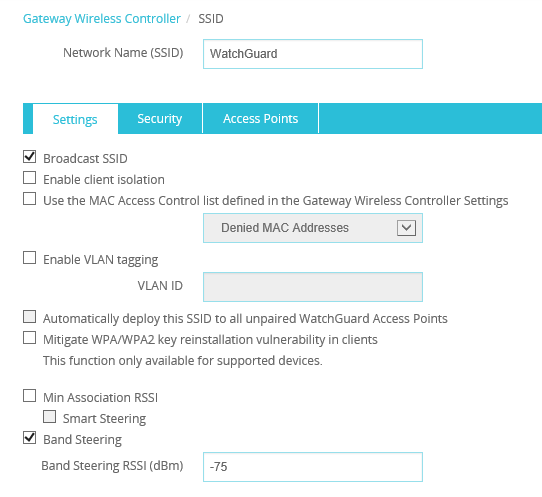 Gateway Wireless Controller / SSID
Network Name (SSID) WatchGuard
Settings Security Access Points
Broadcast SSID
Enable client isolation
Use the MAC Access Control list defined in the Gateway Wireless Controller Settings
Denied MAC Addresses
Enable VLAN tagging
VLAN ID
Automatically deploy this SSID to all unpaired WatchGuard Access Points
Mitigate WPA/WPA2 key reinstallation vulnerability in clients
This function only available for supported devices.
Min Association RSSI
Smart Steering
Band Steering
Band Steering RSSI (dBm) -75